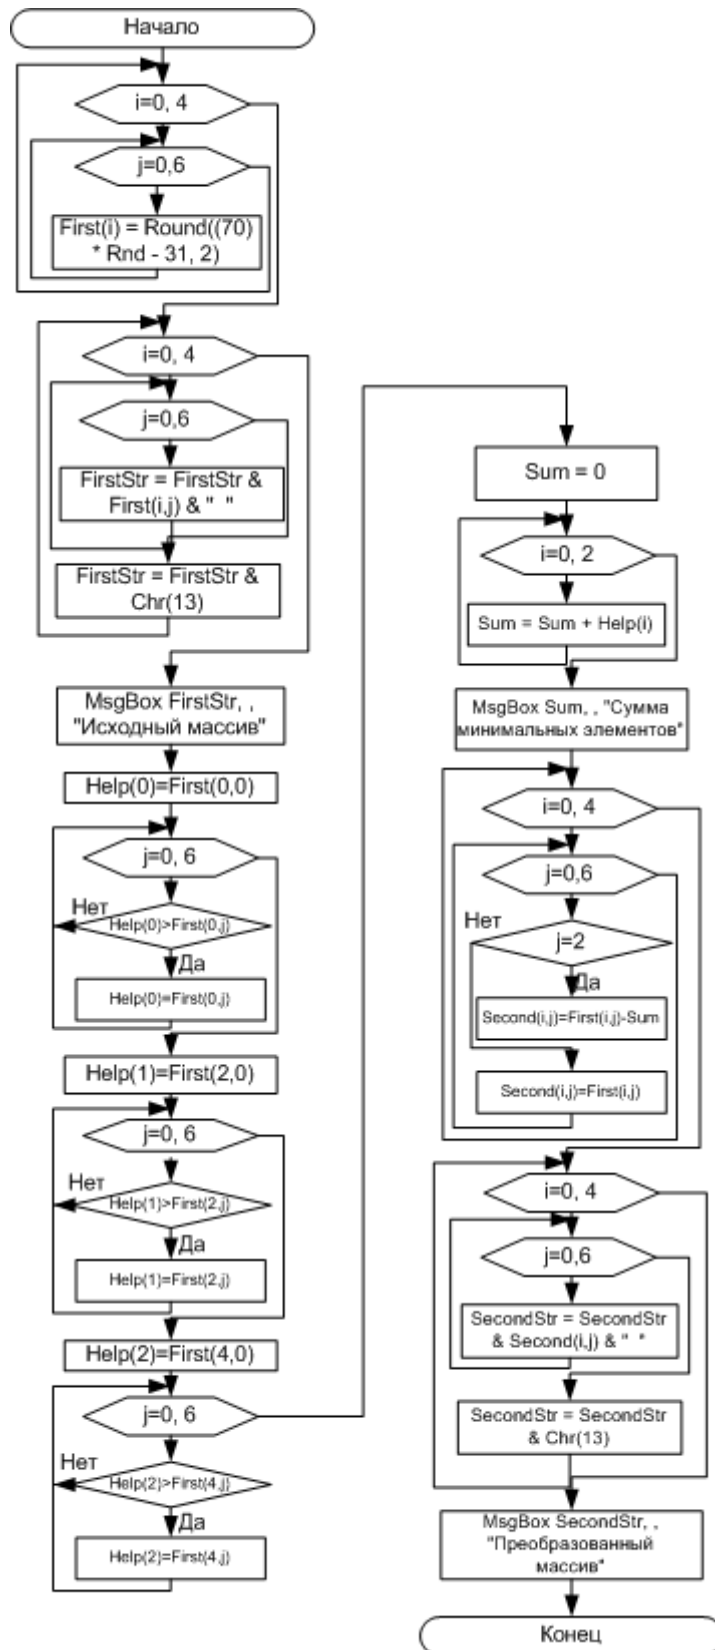 Начало
i=0, 4
j=0,6
First(i) = Round((70)
* Rnd - 31, 2)
i=0, 4
j=0,6
FirstStr = FirstStr &
First(i,j) & "  "
FirstStr = FirstStr &
Chr(13)
MsgBox FirstStr, ,
"Исходный массив"
Help(0)=First(0,0)
j=0, 6
Нет
Help(0)>First(0,j)
Да
Help(0)=First(0,j)
Help(1)=First(2,0)
j=0, 6
Нет
Help(1)>First(2,j)
Да
Help(1)=First(2,j)
Help(2)=First(4,0)
j=0, 6
Нет
Help(2)>First(4,j)
Да
Help(2)=First(4,j)
Sum = 0
i=0, 2
Sum = Sum + Help(i)
MsgBox Sum, , "Сумма
минимальных элементов"
i=0, 4
j=0,6
Нет
j=2
Да
Second(i,j)=First(i,j)-Sum
Second(i,j)=First(i,j)
i=0, 4
j=0,6
SecondStr = SecondStr
& Second(i,j) & "  "
SecondStr = SecondStr
& Chr(13)
MsgBox SecondStr, ,
"Преобразованный
массив"
Конец